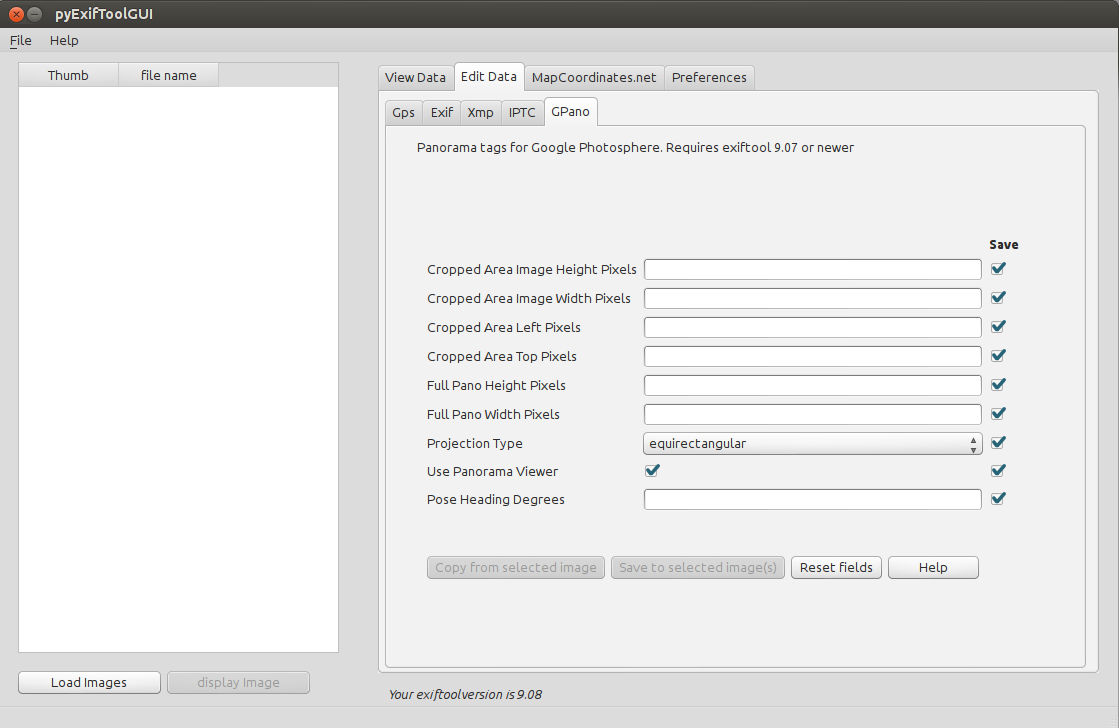 pyExifToolGUI
File Help
Thumb file name
View Data Edit Data MapCoordinates.net Preferences
Gps Exif Xmp IPTC GPano
Panorama tags for Google Photosphere. Requires exiftool 9.07 or newer
Save
Cropped Area Image Height Pixels
Cropped Area Image Width Pixels
Cropped Area Left Pixels
Cropped Area Top Pixels
Full Pano Height Pixels
Full Pano Width Pixels
Projection Type equirectangular
Use Panorama Viewer
Pose Heading Degrees
Copy from selected image Save to selected image(s) Reset fields Help
Load Images display Image
Your exiftoolversion is 9.08